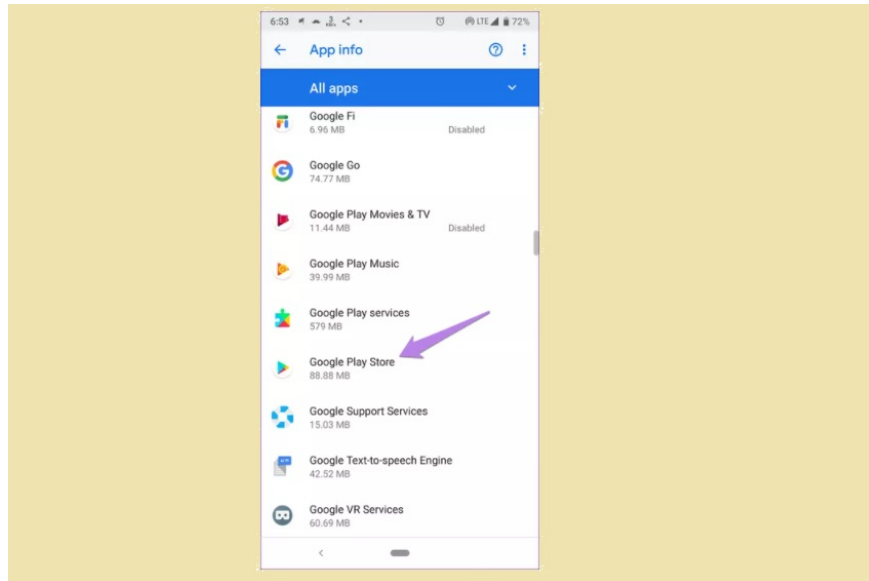 6:53 LTE 72%
App info
All apps
Google Fi
6.96 MB Disabled
Google Go
74.77 MB
Google Play Movies & TV
11.44 MB Disabled
Google Play Music
39.99 MB
Google Play services
579 MB
Google Play Store
88.88 MB
Google Support Services
15.03 MB
Google Text-to-speech Engine
42.52 MB
Google VR Services
60.69 MB